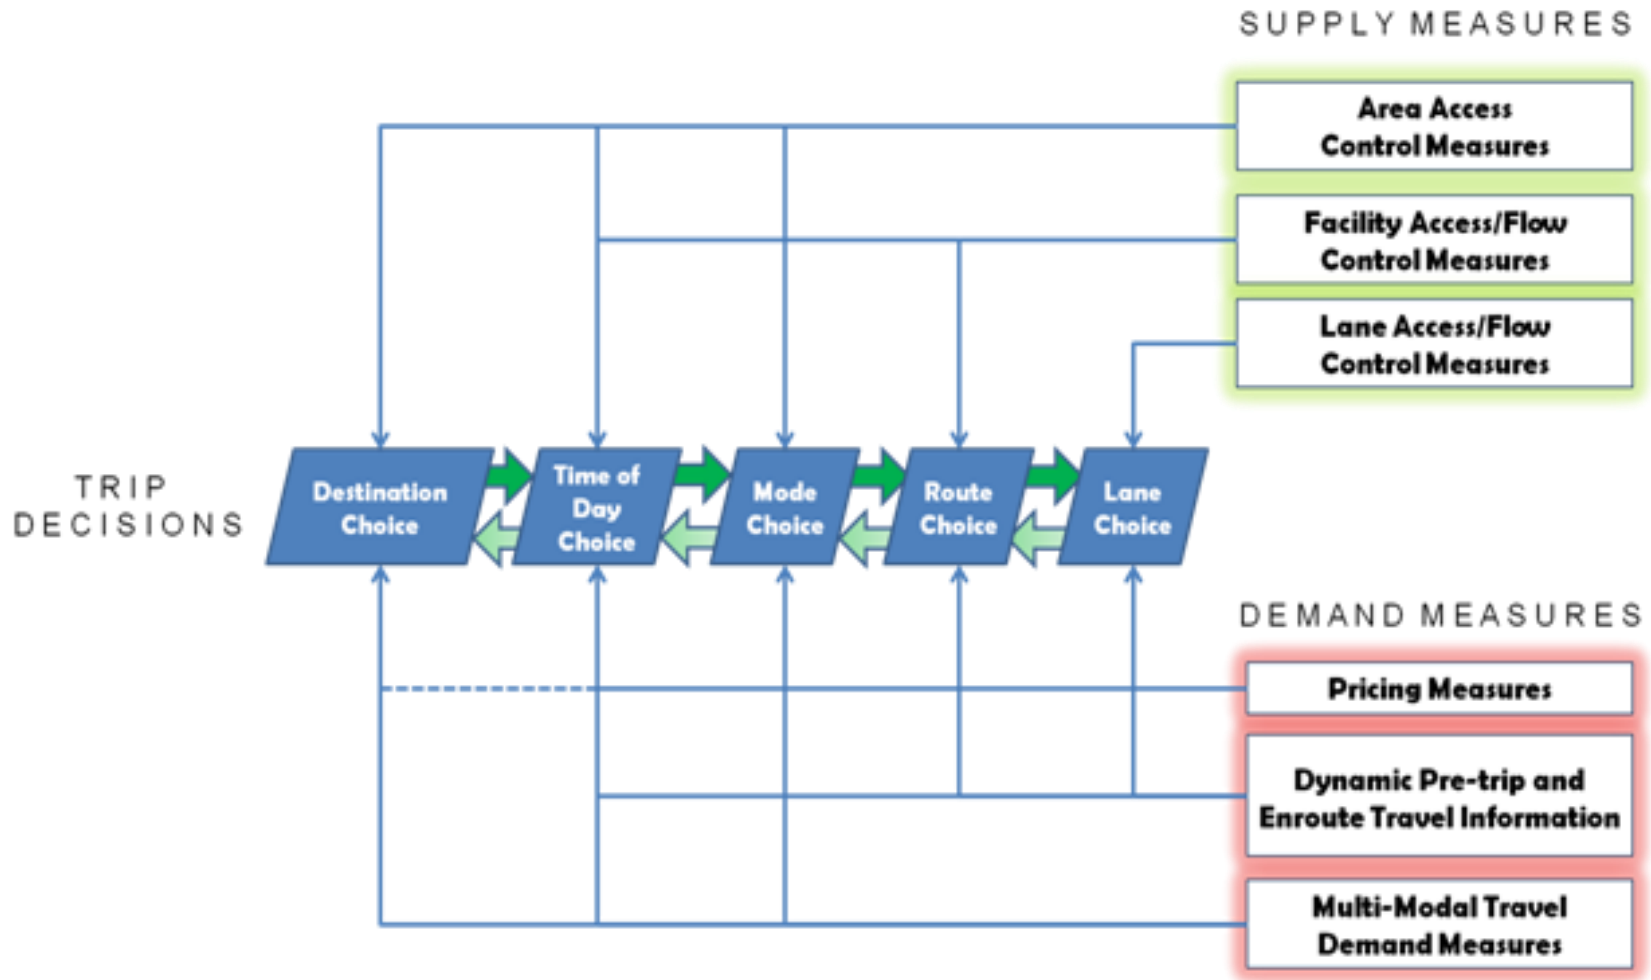 SUPPLY MEASURES
Area Access
Control Measures
Facility Access/Flow
Control Measures
Lane Access/Flow
Control Measures
TRIP
DECISIONS
Destination
Choice
Time of
Day
Choice
Mode
Choice
Route
Choice
Lane
Choice
DEMAND MEASURES
Pricing Measures
Dynamic Pre-trip and
Enroute Travel Information
Multi-Modal Travel
Demand Measures